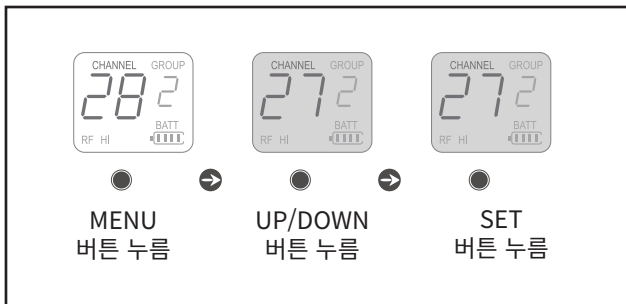 CHANNEL GROUP
28 2
BATT
RF HI
CHANNEL GROUP
27 2
BATT
RF HI
CHANNEL GROUP
27 2
BATT
RF HI
MENU
버튼 누름
UP/DOWN
버튼 누름
SET
버튼 누름